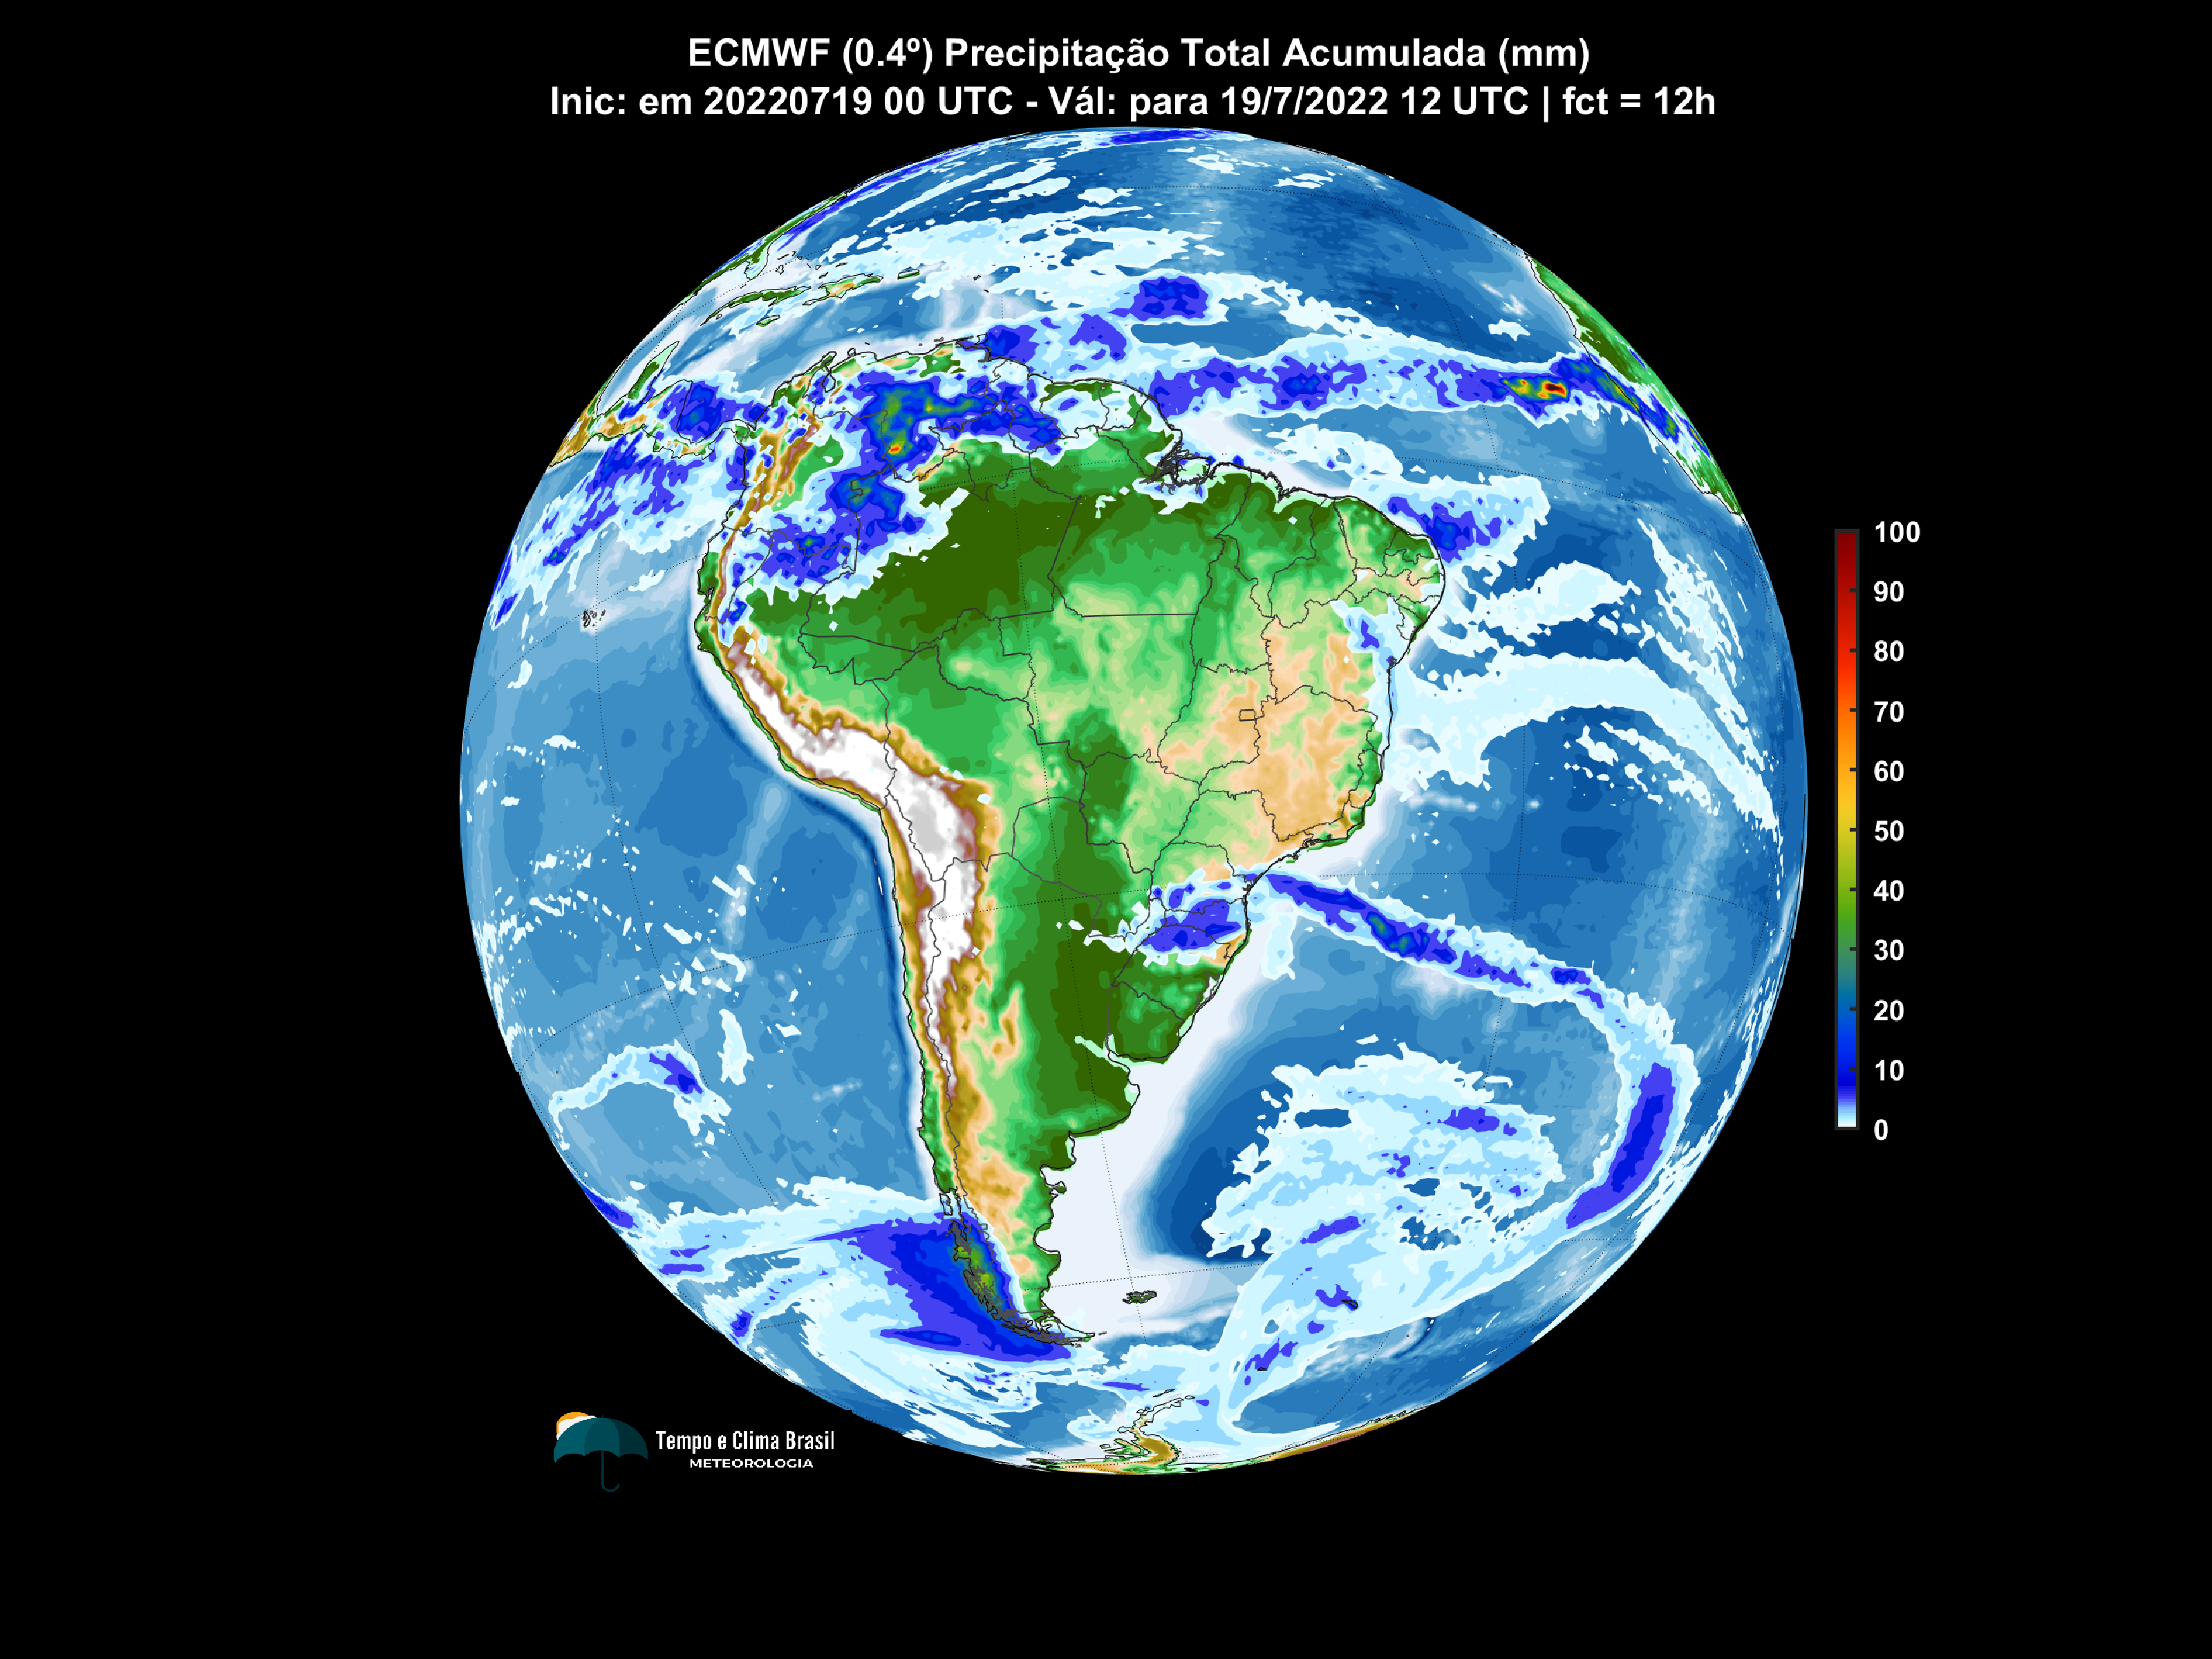 ECMWF (0.4º) Precipitação Total Acumulada (mm)
Inic: em 20220719 00 UTC - Vál: para 19/7/2022 12 UTC | fct = 12h
100
90
80
70
60
50
40
30
20
10
0
Tempo e Clima Brasil
METEOROLOGIA